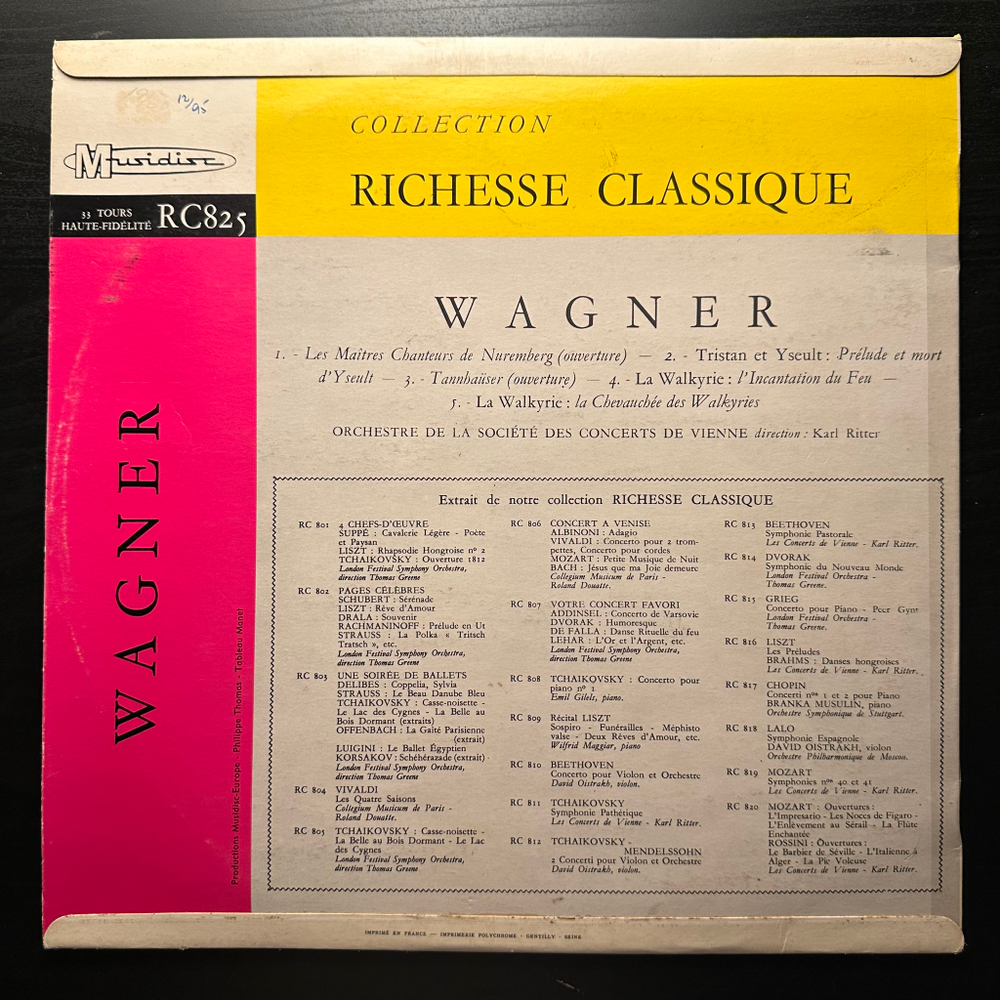 12/95
Musidisc
33 TOURS
HAUTE-FIDÉLITÉ RC825
COLLECTION
RICHESSE CLASSIQUE
WAGNER
WAGNER
1. - Les Maîtres Chanteurs de Nuremberg (ouverture) — 2. - Tristan et Yseult : Prélude et mort
d'Yseult — 3. - Tannhaüser (ouverture) — 4. - La Walkyrie : l'Incantation du Feu —
5. - La Walkyrie : la Chevauchée des Walkyries
ORCHESTRE DE LA SOCIÉTÉ DES CONCERTS DE VIENNE direction : Karl Ritter
Productions Musidisc-Europe - Philippe Thomas - Tableau Manet
Extrait de notre collection RICHESSE CLASSIQUE
RC 801 4 CHEFS-D'ŒUVRE
SUPPÉ : Cavalerie Légère - Poète
et Paysan
LISZT : Rhapsodie Hongroise nº 2
TCHAIKOVSKY : Ouverture 1812
London Festival Symphony Orchestra,
direction Thomas Greene
RC 802 PAGES CÉLÈBRES
SCHUBERT : Sérénade
LISZT : Rêve d'Amour
DRALA : Souvenir
RACHMANINOFF : Prélude en Ut
STRAUSS : La Polka « Tritsch
Tratsch », etc.
London Festival Symphony Orchestra,
direction Thomas Greene
RC 803 UNE SOIRÉE DE BALLETS
DELIBES : Coppelia, Sylvia
STRAUSS : Le Beau Danube Bleu
TCHAIKOVSKY : Casse-noisette -
Le Lac des Cygnes - La Belle au
Bois Dormant (extraits)
OFFENBACH : La Gaîté Parisienne
(extrait)
LUIGINI : Le Ballet Égyptien
KORSAKOV : Schéhérazade (extrait)
London Festival Symphony Orchestra,
direction Thomas Greene
RC 804 VIVALDI
Les Quatre Saisons
Collegium Musicum de Paris -
Roland Douatte.
RC 805 TCHAIKOVSKY : Casse-noisette -
La Belle au Bois Dormant - Le Lac
des Cygnes
London Festival Symphony Orchestra,
direction Thomas Greene
RC 806 CONCERT A VENISE
ALBINONI : Adagio
VIVALDI : Concerto pour 2 trom-
pettes, Concerto pour cordes
MOZART : Petite Musique de Nuit
BACH : Jésus que ma Joie demeure
Collegium Musicum de Paris -
Roland Douatte.
RC 807 VOTRE CONCERT FAVORI
ADDINSEL : Concerto de Varsovie
DVORAK : Humoresque
DE FALLA : Danse Rituelle du feu
LEHAR : L'Or et l'Argent, etc.
London Festival Symphony Orchestra,
direction Thomas Greene
RC 808 TCHAIKOVSKY : Concerto pour
piano nº 1
Emil Gilels, piano.
RC 809 Récital LISZT
Sospiro - Funérailles - Méphisto
valse - Deux Rêves d'Amour, etc.
Wilfrid Maggiar, piano
RC 810 BEETHOVEN
Concerto pour Violon et Orchestre
David Oistrakh, violon.
RC 811 TCHAIKOVSKY
Symphonie Pathétique
Les Concerts de Vienne - Karl Ritter.
RC 812 TCHAIKOVSKY -
MENDELSSOHN
2 Concerti pour Violon et Orchestre
David Oistrakh, violon.
RC 813 BEETHOVEN
Symphonie Pastorale
Les Concerts de Vienne - Karl Ritter.
RC 814 DVORAK
Symphonie du Nouveau Monde
London Festival Orchestra -
Thomas Greene.
RC 815 GRIEG
Concerto pour Piano - Peer Gynt
London Festival Orchestra -
Thomas Greene.
RC 816 LISZT
Les Préludes
BRAHMS : Danses hongroises
Les Concerts de Vienne - Karl Ritter.
RC 817 CHOPIN
Concerti nos 1 et 2 pour Piano
BRANKA MUSULIN, piano
Orchestre Symphonique de Stuttgart.
RC 818 LALO
Symphonie Espagnole
DAVID OISTRAKH, violon
Orchestre Philharmonique de Moscou.
RC 819 MOZART
Symphonies nos 40 et 41
Les Concerts de Vienne - Karl Ritter.
RC 820 MOZART : Ouvertures :
L'Impresario - Les Noces de Figaro -
L'Enlèvement au Sérail - La Flûte
Enchantée
ROSSINI : Ouvertures :
Le Barbier de Séville - L'Italienne à
Alger - La Pie Voleuse
Les Concerts de Vienne - Karl Ritter.
IMPRIMÉ EN FRANCE — IMPRIMERIE POLYCHROME - GENTILLY - SEINE